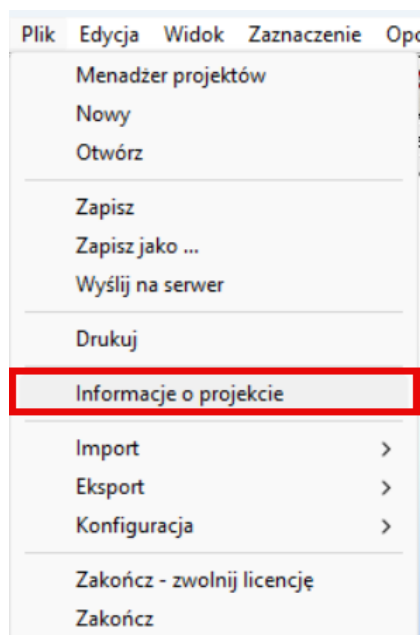 Plik Edycja Widok Zaznaczenie
Menadżer projektów
Nowy
Otwórz
Zapisz
Zapisz jako ...
Wyślij na serwer
Drukuj
Informacje o projekcie
Import
Eksport
Konfiguracja
Zakończ - zwolnij licencję
Zakończ